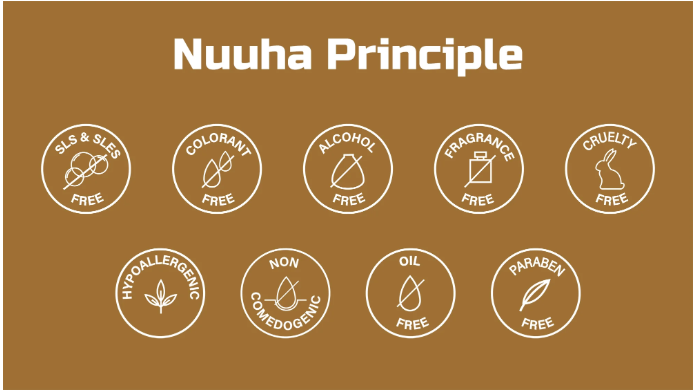 Nuuha Principle
SLS & SLES
FREE
COLORANT
FREE
ALCOHOL
FREE
FRAGRANCE
FREE
CRUELTY
FREE
HYPOALLERGENIC
NON
COMEDOGENIC
OIL
FREE
PARABEN
FREE